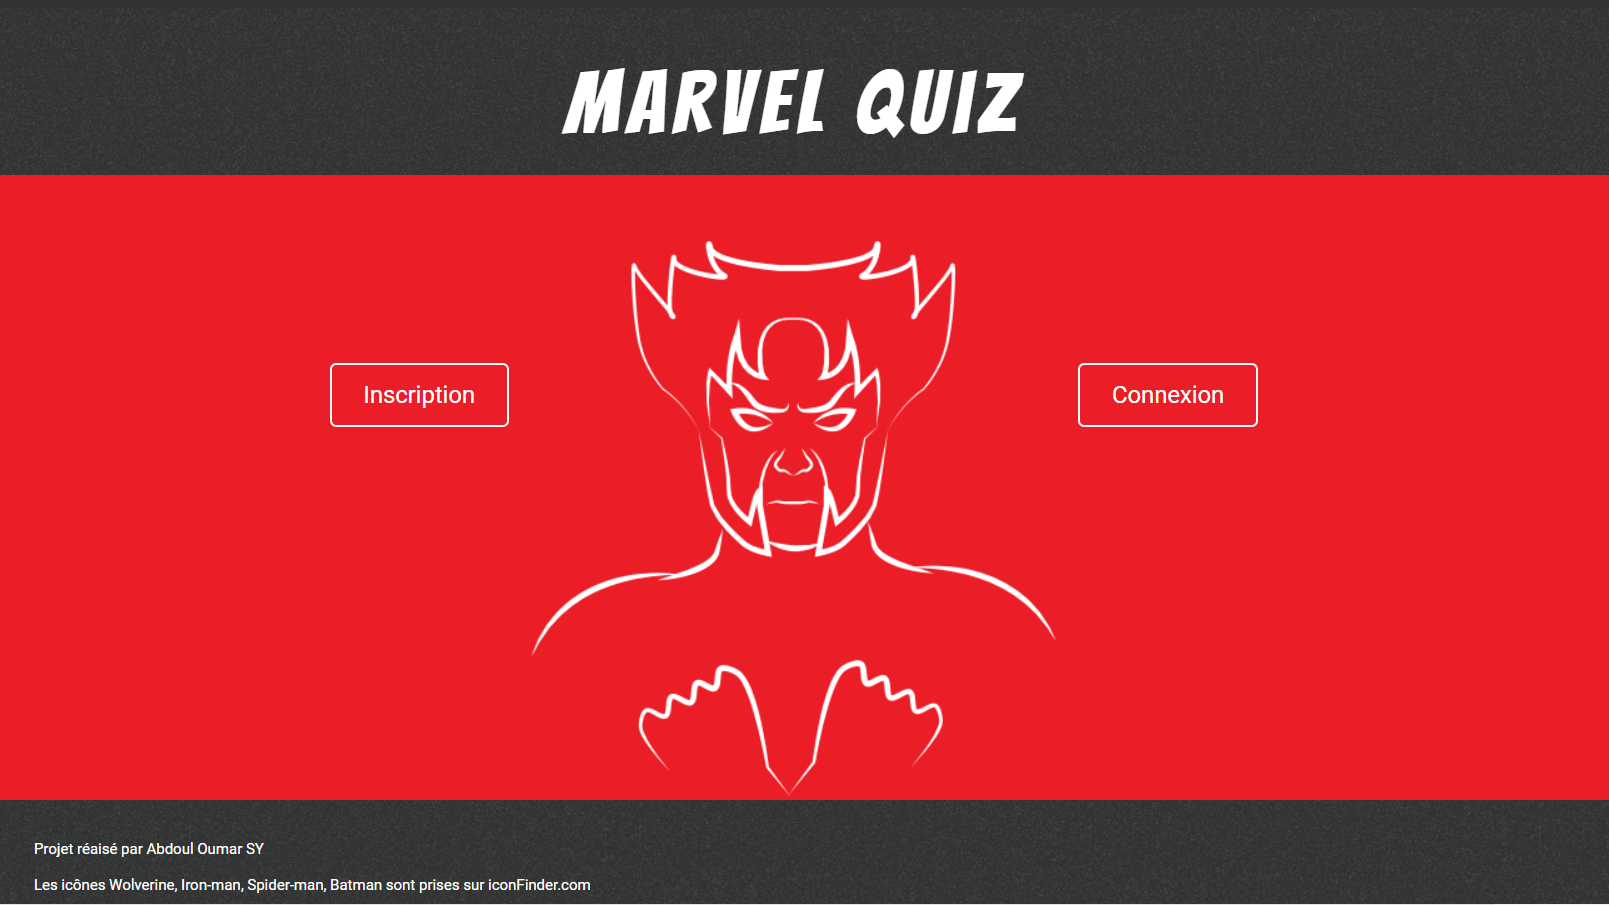 MARVEL QUIZ
Inscription
Connexion
Projet réaisé par Abdoul Oumar SY
Les icônes Wolverine, Iron-man, Spider-man, Batman sont prises sur iconFinder.com